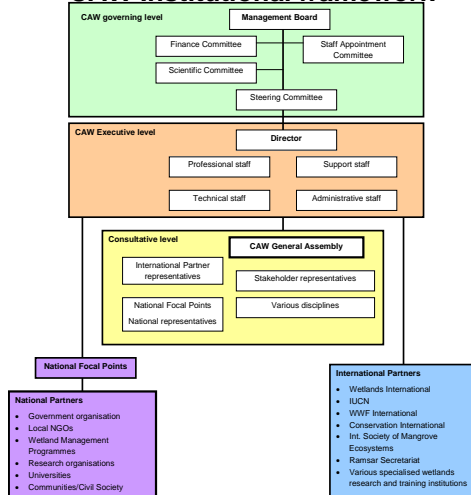 CAW institutional framework
CAW governing level
Management Board
Finance Committee
Staff Appointment
Committee
Scientific Committee
Steering Committee
CAW Executive level
Director
Professional staff
Support staff
Technical staff
Administrative staff
Consultative level
CAW General Assembly
International Partner
representatives
Stakeholder representatives
National Focal Points
National representatives
Various disciplines
National Focal Points
National Partners
• Government organisation
• Local NGOs
• Wetland Management
Programmes
• Research organisations
• Universities
• Communities/Civil Society
International Partners
• Wetlands International
• IUCN
• WWF International
• Conservation International
• Int. Society of Mangrove
Ecosystems
• Ramsar Secretariat
• Various specialised wetlands
research and training institutions